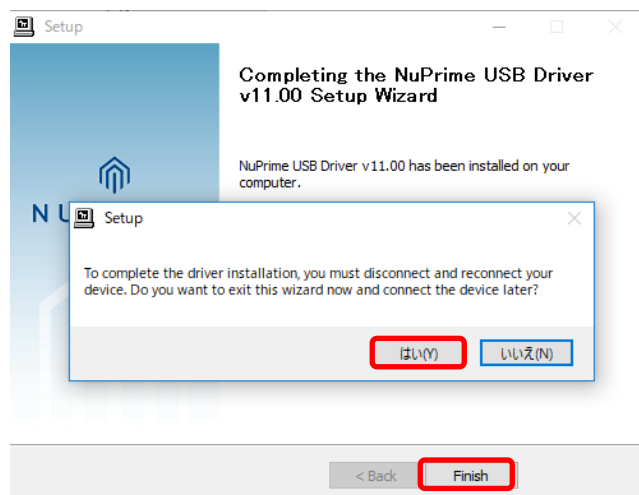 Setup
Completing the NuPrime USB Driver
v11.00 Setup Wizard
NuPrime USB Driver v11.00 has been installed on your
computer.
NU
Setup
To complete the driver installation, you must disconnect and reconnect your
device. Do you want to exit this wizard now and connect the device later?
はい(Y)
いいえ(N)
< Back
Finish